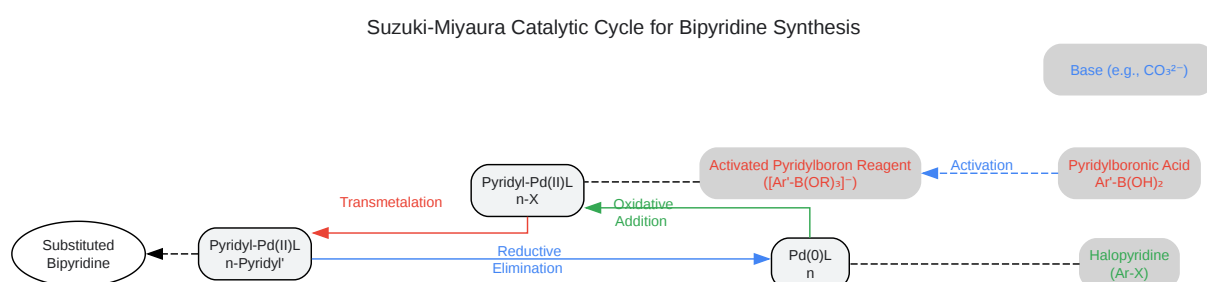 Suzuki-Miyaura Catalytic Cycle for Bipyridine Synthesis
Base (e.g., CO₃²⁻)
Activated Pyridylboron Reagent
([Ar'-B(OR)₃]⁻)
Activation
Pyridylboronic Acid
Ar'-B(OH)₂
Pyridyl-Pd(II)L
n-X
Transmetalation
Oxidative
Addition
Substituted
Bipyridine
Pyridyl-Pd(II)L
n-Pyridyl'
Reductive
Elimination
Pd(0)L
n
Halopyridine
(Ar-X)